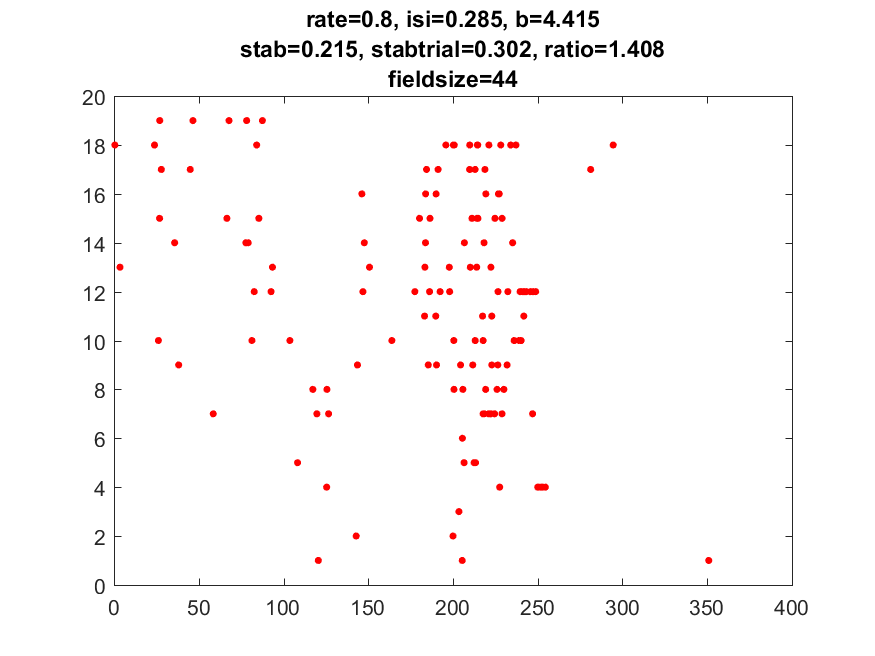 rate=0.8, isi=0.285, b=4.415
stab=0.215, stabtrial=0.302, ratio=1.408
fieldsize=44
20
18
16
14
12
10
8
6
4
2
0
0 50 100 150 200 250 300 350 400